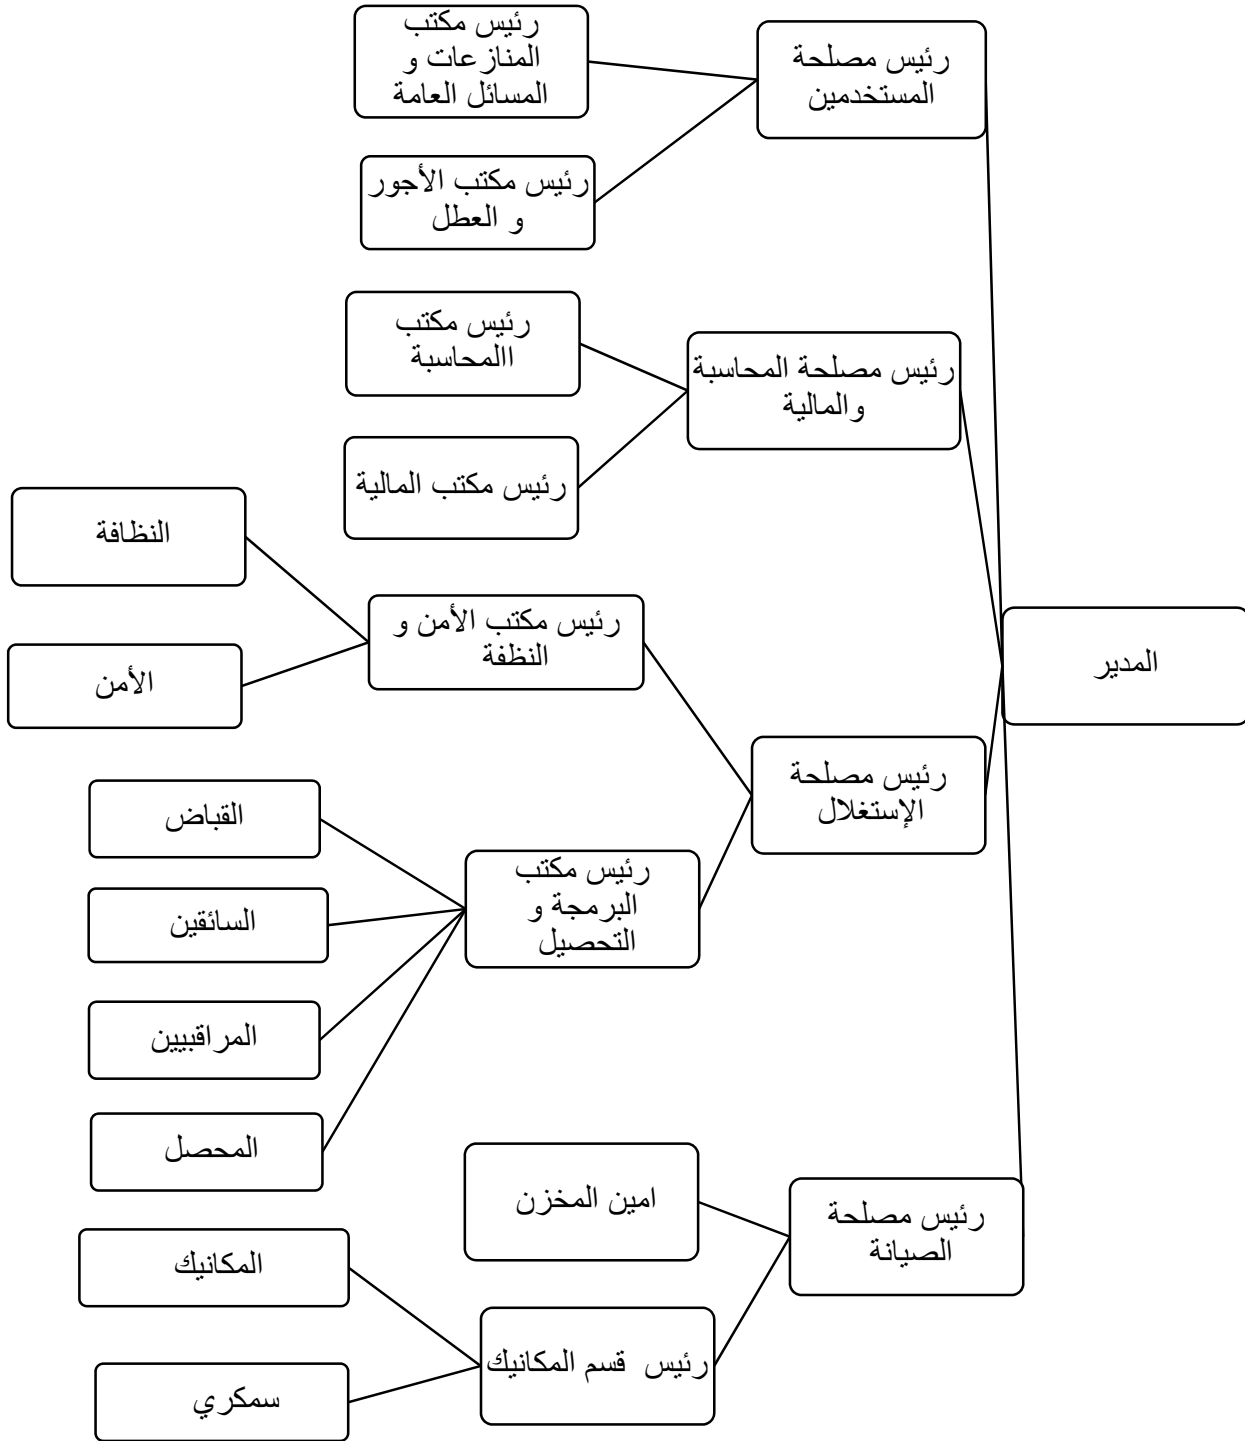 رئيس مكتب
المنازعات و
المسائل العامة
رئيس مصلحة
المستخدمين
رئيس مكتب الأجور
و العطل
رئيس مكتب
االمحاسبة
رئيس مصلحة المحاسبة
والمالية
رئيس مكتب المالية
النظافة
رئيس مكتب الأمن و
النظفة
الأمن
المدير
رئيس مصلحة
الإستغلال
القباض
رئيس مكتب
البرمجة و
التحصيل
السائقين
المراقبيين
المحصل
امين المخزن
رئيس مصلحة
الصيانة
المكانيك
رئيس قسم المكانيك
سمكري